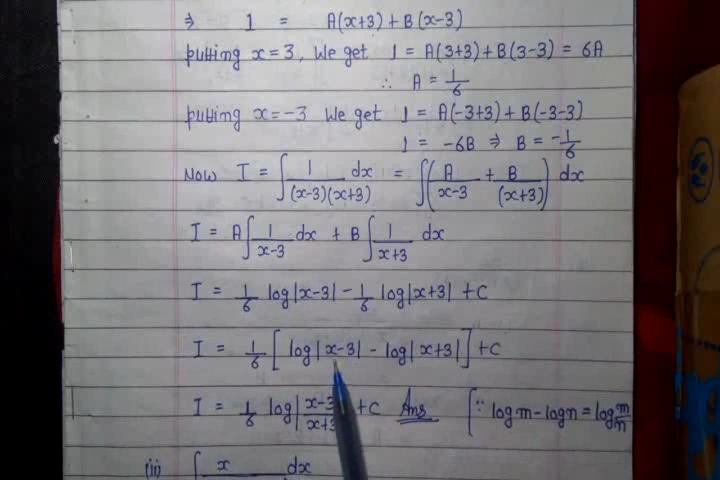 ⇒ 1 = A(x+3) + B(x-3)
putting x = 3, We get 1 = A(3+3) + B(3-3) = 6A
∴ A = 1/6
putting x = -3 We get 1 = A(-3+3) + B(-3-3)
1 = -6B ⇒ B = -1/6
Now I = ∫ 1/((x-3)(x+3)) dx = ∫ (A/(x-3) + B/(x+3)) dx
I = A∫ 1/(x-3) dx + B∫ 1/(x+3) dx
I = 1/6 log|x-3| - 1/6 log|x+3| + C
I = 1/6 [log|x-3| - log|x+3|] + C
I = 1/6 log|x-3/x+3 + C Ans [∵ log m - log n = log m/n
(ii) ∫ x dx